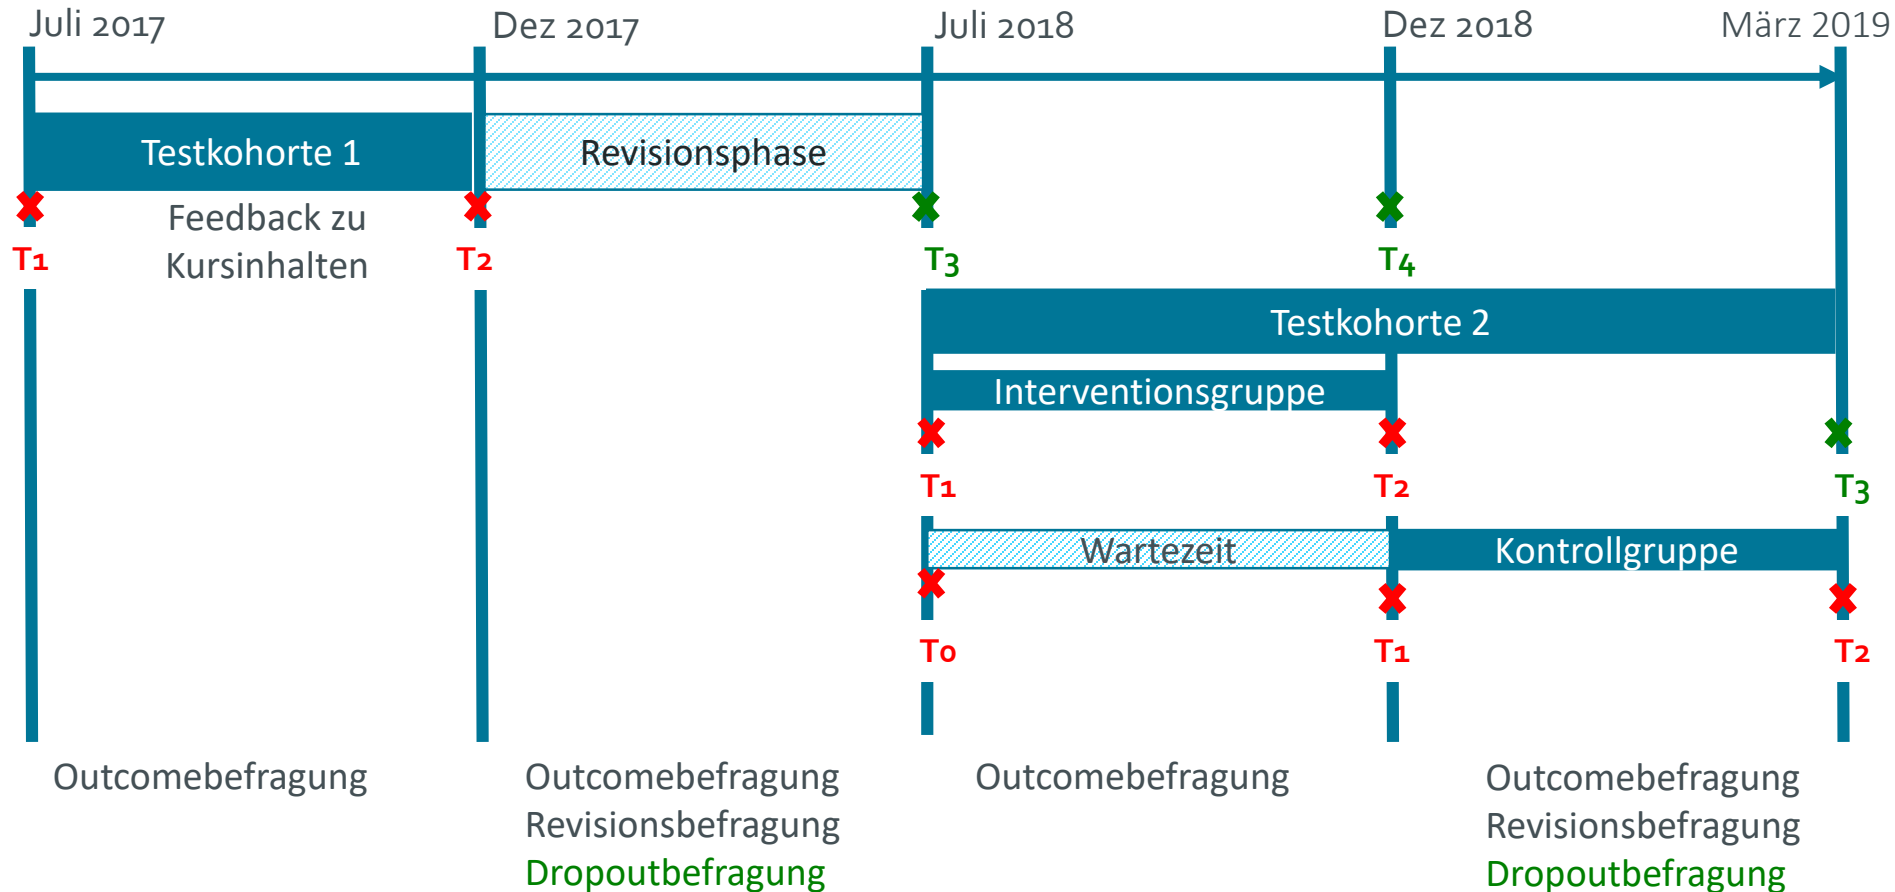 Juli 2017
Dez 2017
Juli 2018
Dez 2018
März 2019
Testkohorte 1
Revisionsphase
Feedback zu
Kursinhalten
T1
T2
T3
T4
Testkohorte 2
Interventionsgruppe
T1
T2
T3
Wartezeit
Kontrollgruppe
T0
T1
T2
Outcomebefragung
Outcomebefragung
Revisionsbefragung
Dropoutbefragung
Outcomebefragung
Outcomebefragung
Revisionsbefragung
Dropoutbefragung